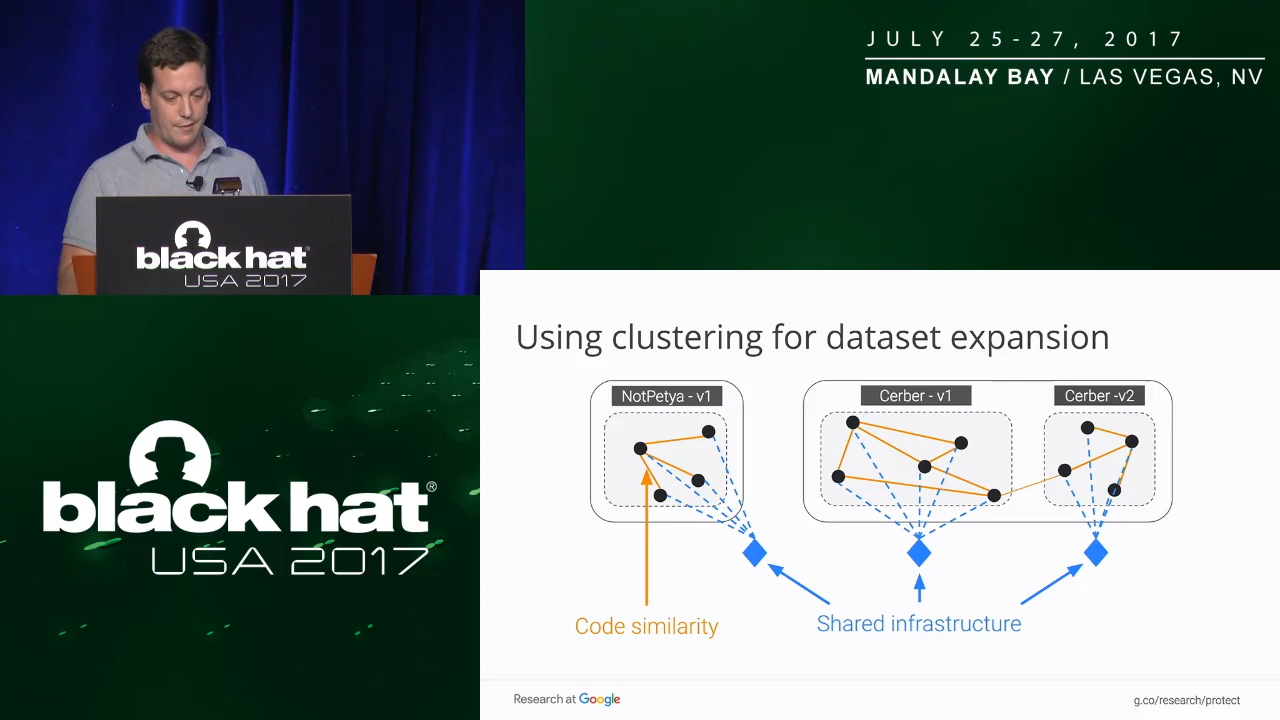 JULY 25-27, 2017
MANDALAY BAY / LAS VEGAS, NV
black hat
USA 2017
Using clustering for dataset expansion
NotPetya - v1
Cerber - v1
Cerber -v2
black hat®
USA 2017
Code similarity
Shared infrastructure
Research at Google
g.co/research/protect